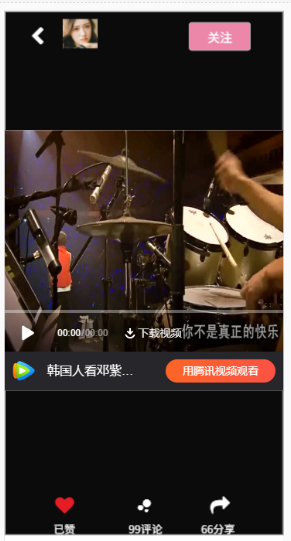 关注
00:00/00:00
下载视频
你不是真正的快乐
韩国人看邓紫...
用腾讯视频观看
已赞
99评论
66分享